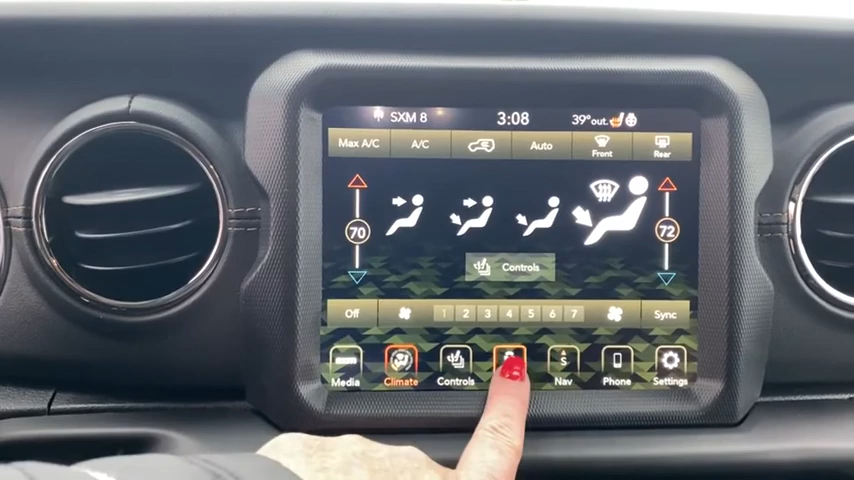 SXM 8 3:08 39° out.
Max A/C A/C Auto Front Rear
70 72
Controls
Off 1 2 3 4 5 6 7 Sync
Media Climate Controls Nav Phone Settings
S